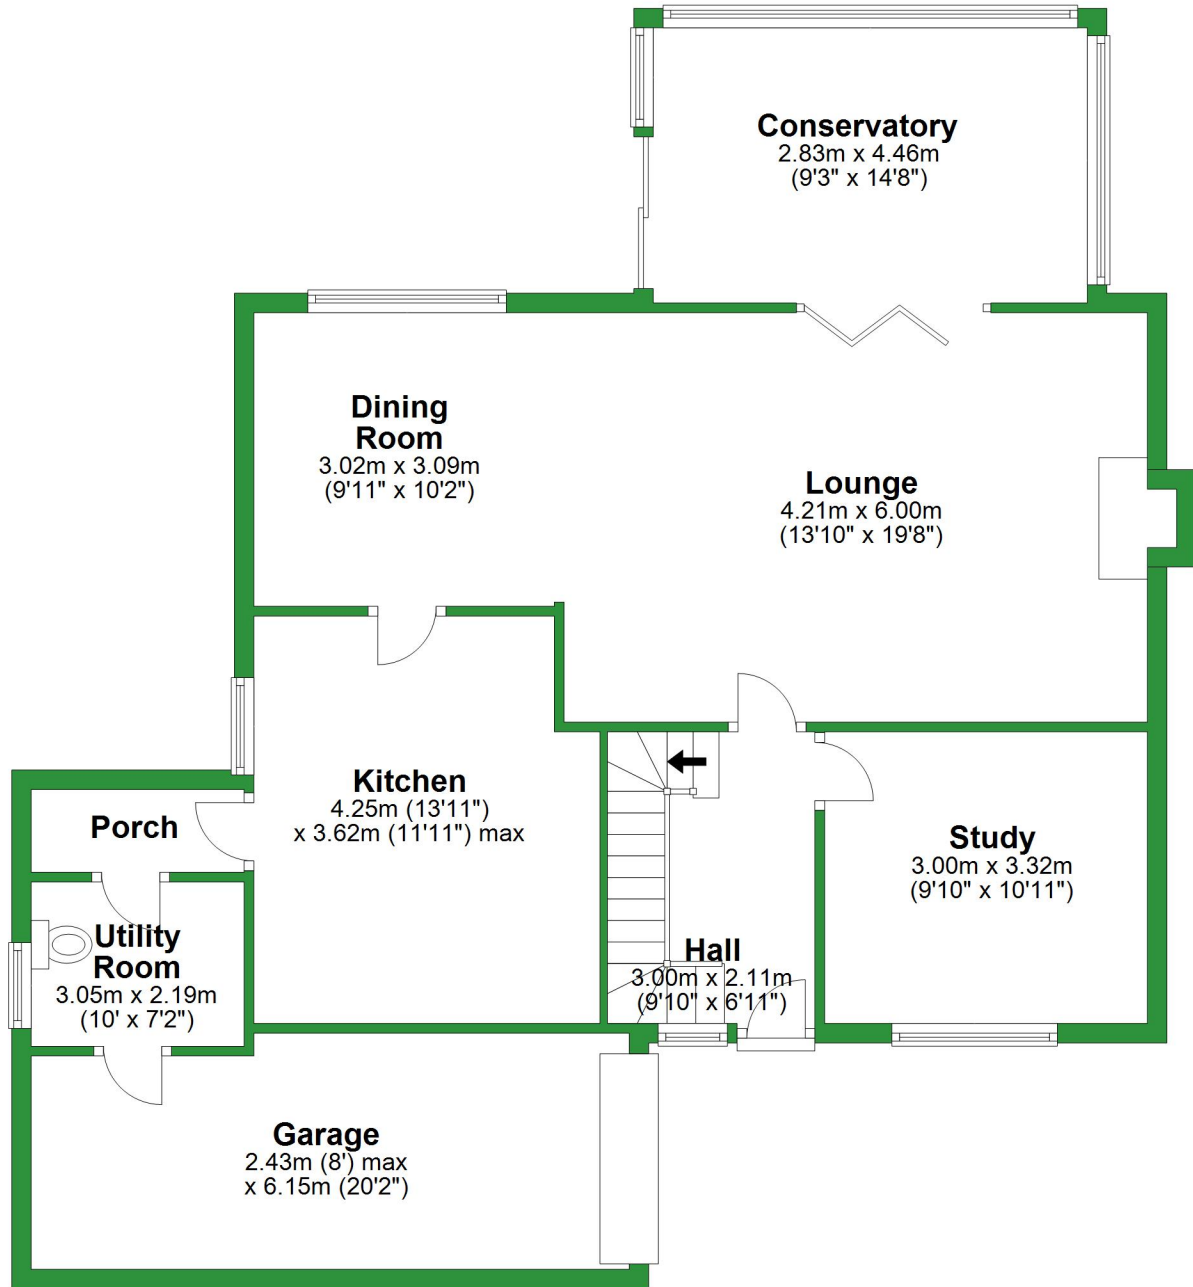 Conservatory
2.83m x 4.46m
(9'3" x 14'8")
Dining
Room
3.02m x 3.09m
(9'11" x 10'2")
Lounge
4.21m x 6.00m
(13'10" x 19'8")
Kitchen
4.25m (13'11")
x 3.62m (11'11") max
Porch
Study
3.00m x 3.32m
(9'10" x 10'11")
Utility
Room
3.05m x 2.19m
(10' x 7'2")
Hall
3.00m x 2.11m
(9'10" x 6'11")
Garage
2.43m (8') max
x 6.15m (20'2")